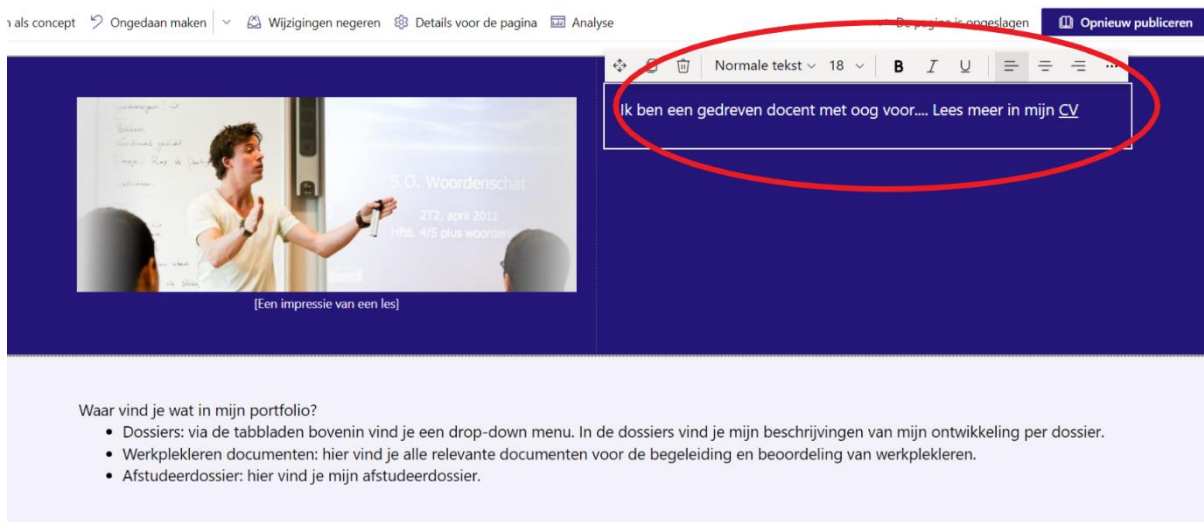 als concept Ongedaan maken Wijzigingen negeren Details voor de pagina Analyse De pagina is opgeslagen Opnieuw publiceren
Normale tekst 18 B I U
Ik ben een gedreven docent met oog voor.... Lees meer in mijn CV
S.O. Woordenschat
2T2, april 2011
Hfst. 4/5 plus
[Een impressie van een les]
Waar vind je wat in mijn portfolio?
• Dossiers: via de tabbladen bovenin vind je een drop-down menu. In de dossiers vind je mijn beschrijvingen van mijn ontwikkeling per dossier.
• Werkplekleren documenten: hier vind je alle relevante documenten voor de begeleiding en beoordeling van werkplekleren.
• Afstudeerdossier: hier vind je mijn afstudeerdossier.